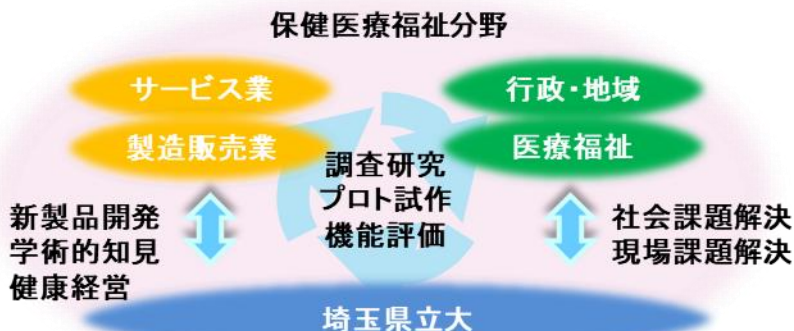 保健医療福祉分野
サービス業
行政・地域
製造販売業
医療福祉
調査研究
プロト試作
機能評価
新製品開発
学術的知見
健康経営
社会課題解決
現場課題解決
埼玉県立大